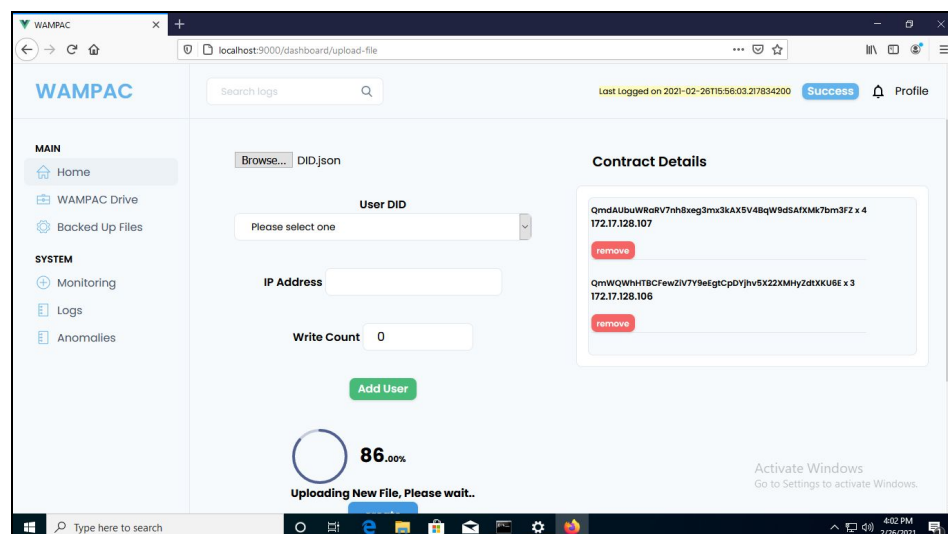 WAMPAC
localhost:9000/dashboard/upload-file
WAMPAC
Search logs
Last Logged on 2021-02-26T15:56:03.217834200
Success
Profile
MAIN
Home
WAMPAC Drive
Backed Up Files
SYSTEM
Monitoring
Logs
Anomalies
Browse... DID.json
User DID
Please select one
IP Address
Write Count 0
Add User
86.00%
Uploading New File, Please wait..
Contract Details
QmdAUbuWRaRV7nh8xeg3mx3kAX5V4BqW9dSAfXMk7bm3FZ x 4
172.17.128.107
remove
QmWQWhHTBCFewZiV7Y9eEgtCpDYjhv5X22XMHyZdtXKU6E x 3
172.17.128.106
remove
Activate Windows
Go to Settings to activate Windows.
Type here to search
4:02 PM
2/26/2021